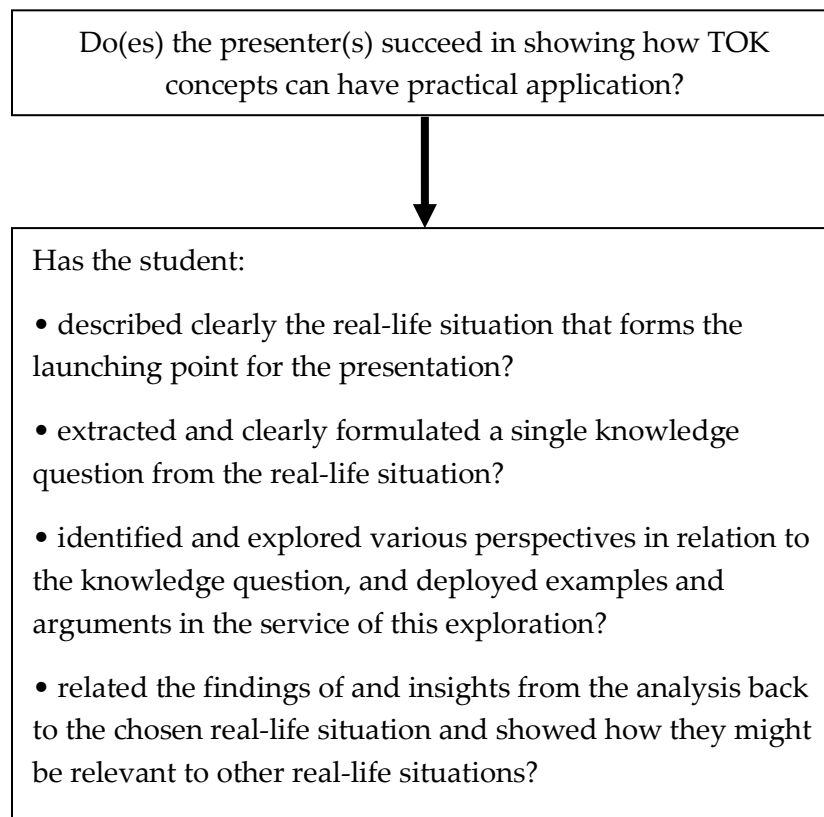 Do(es) the presenter(s) succeed in showing how TOK
concepts can have practical application?
Has the student:
• described clearly the real-life situation that forms the
launching point for the presentation?
• extracted and clearly formulated a single knowledge
question from the real-life situation?
• identified and explored various perspectives in relation to
the knowledge question, and deployed examples and
arguments in the service of this exploration?
• related the findings of and insights from the analysis back
to the chosen real-life situation and showed how they might
be relevant to other real-life situations?